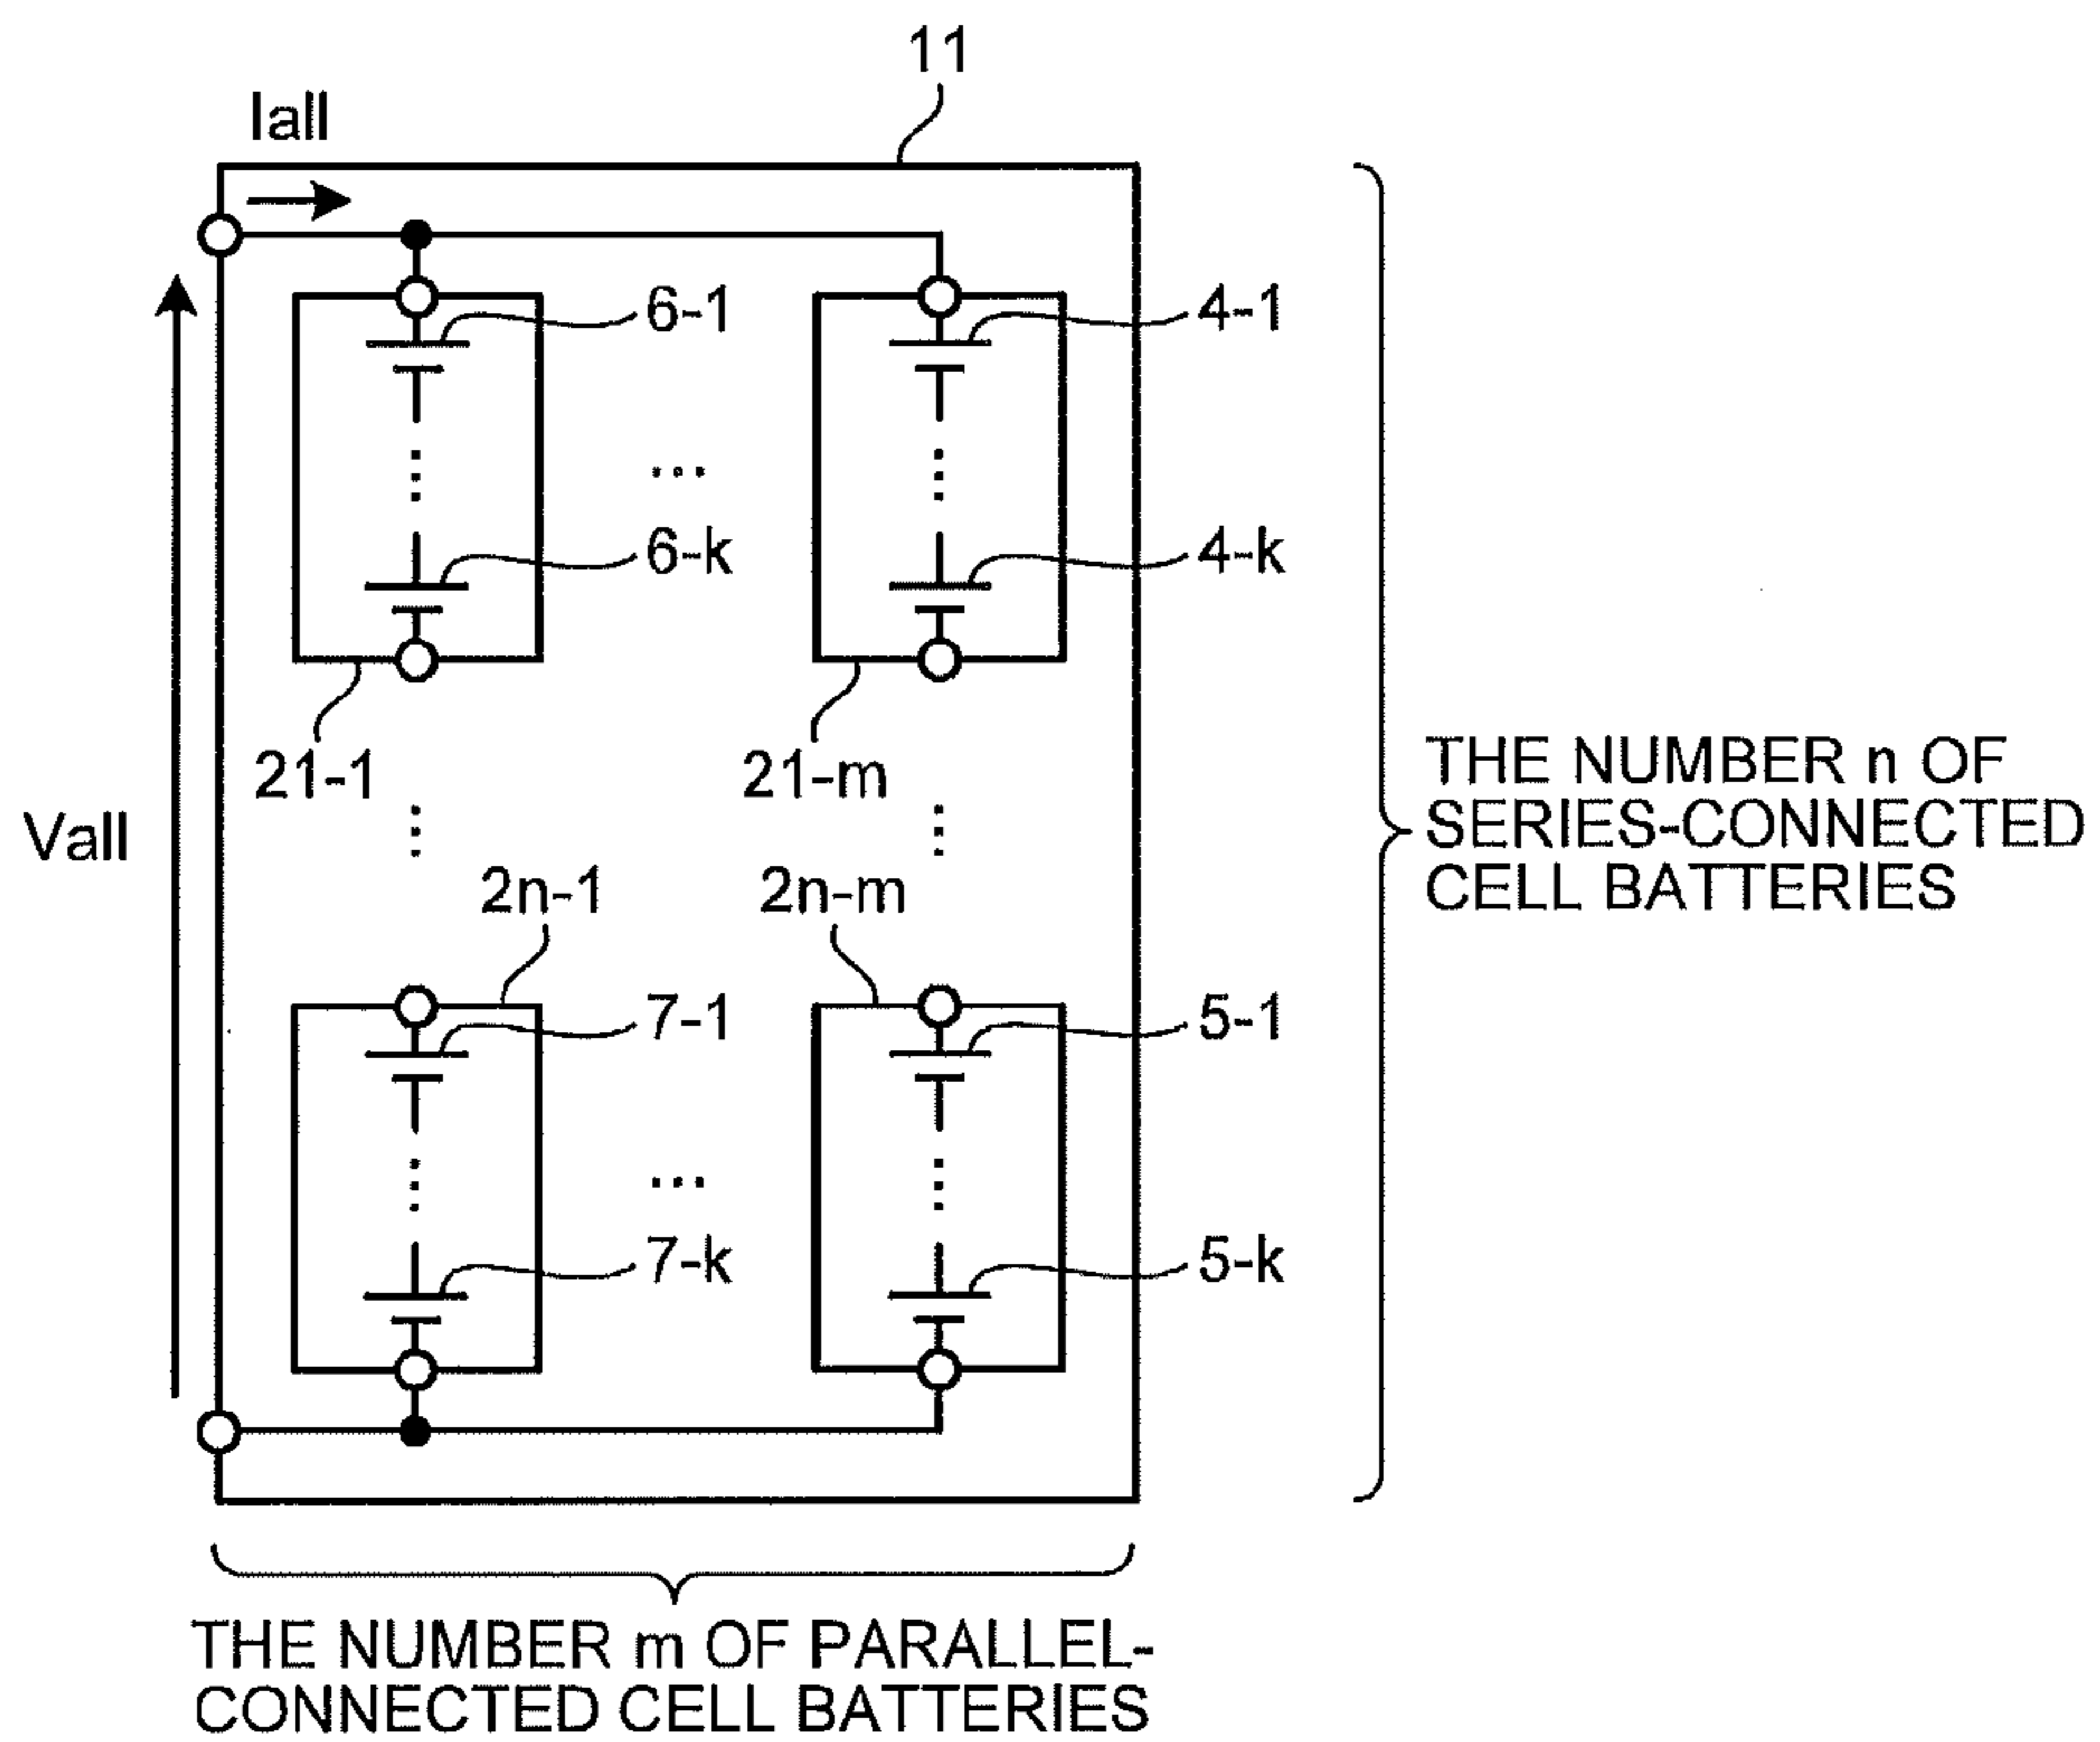 11
Iall
6-1
4-1
6-k
4-k
21-1
21-m
Vall
THE NUMBER n OF
SERIES-CONNECTED
CELL BATTERIES
2n-1
2n-m
7-1
5-1
7-k
5-k
THE NUMBER m OF PARALLEL-
CONNECTED CELL BATTERIES